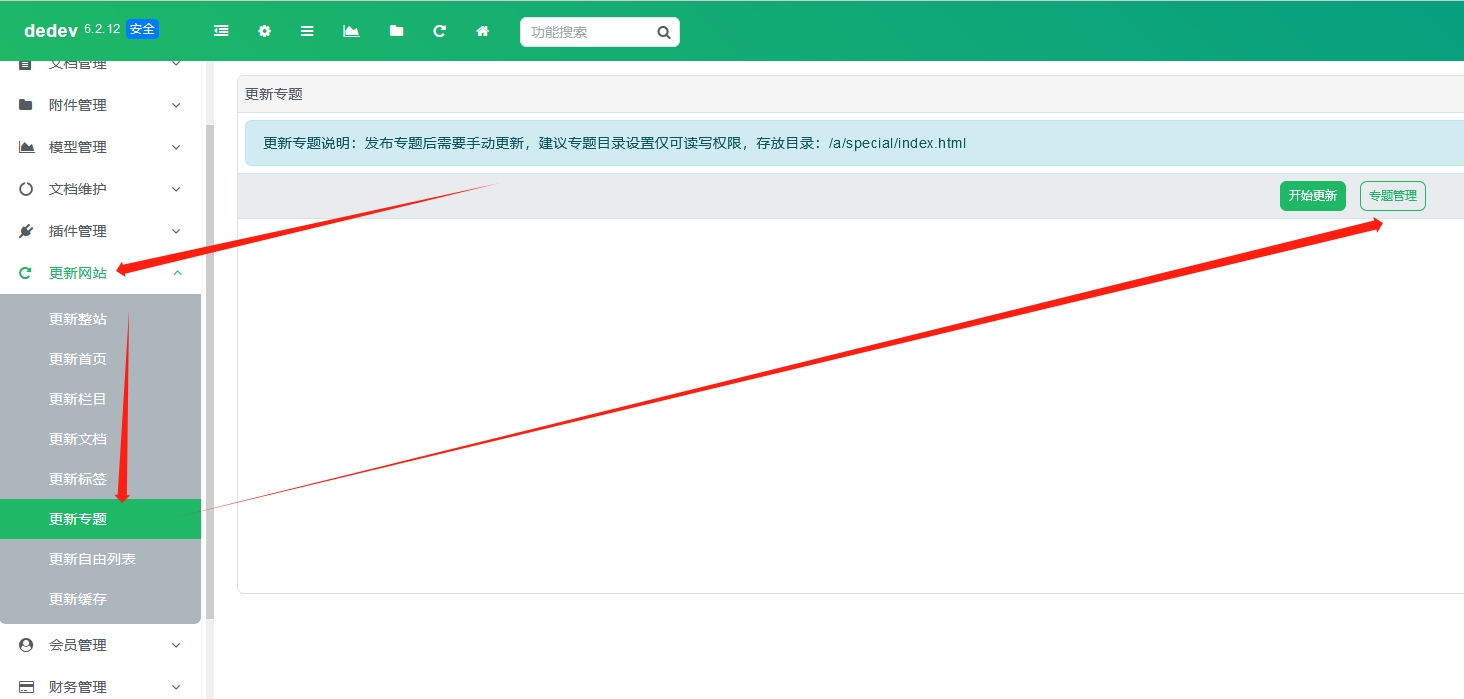 dedev 6.2.12 安全
功能搜索
文档管理
附件管理
模型管理
文档维护
插件管理
更新网站
更新整站
更新首页
更新栏目
更新文档
更新标签
更新专题
更新自由列表
更新缓存
会员管理
财务管理
更新专题
更新专题说明：发布专题后需要手动更新，建议专题目录设置仅可读写权限，存放目录：/a/special/index.html
开始更新 专题管理